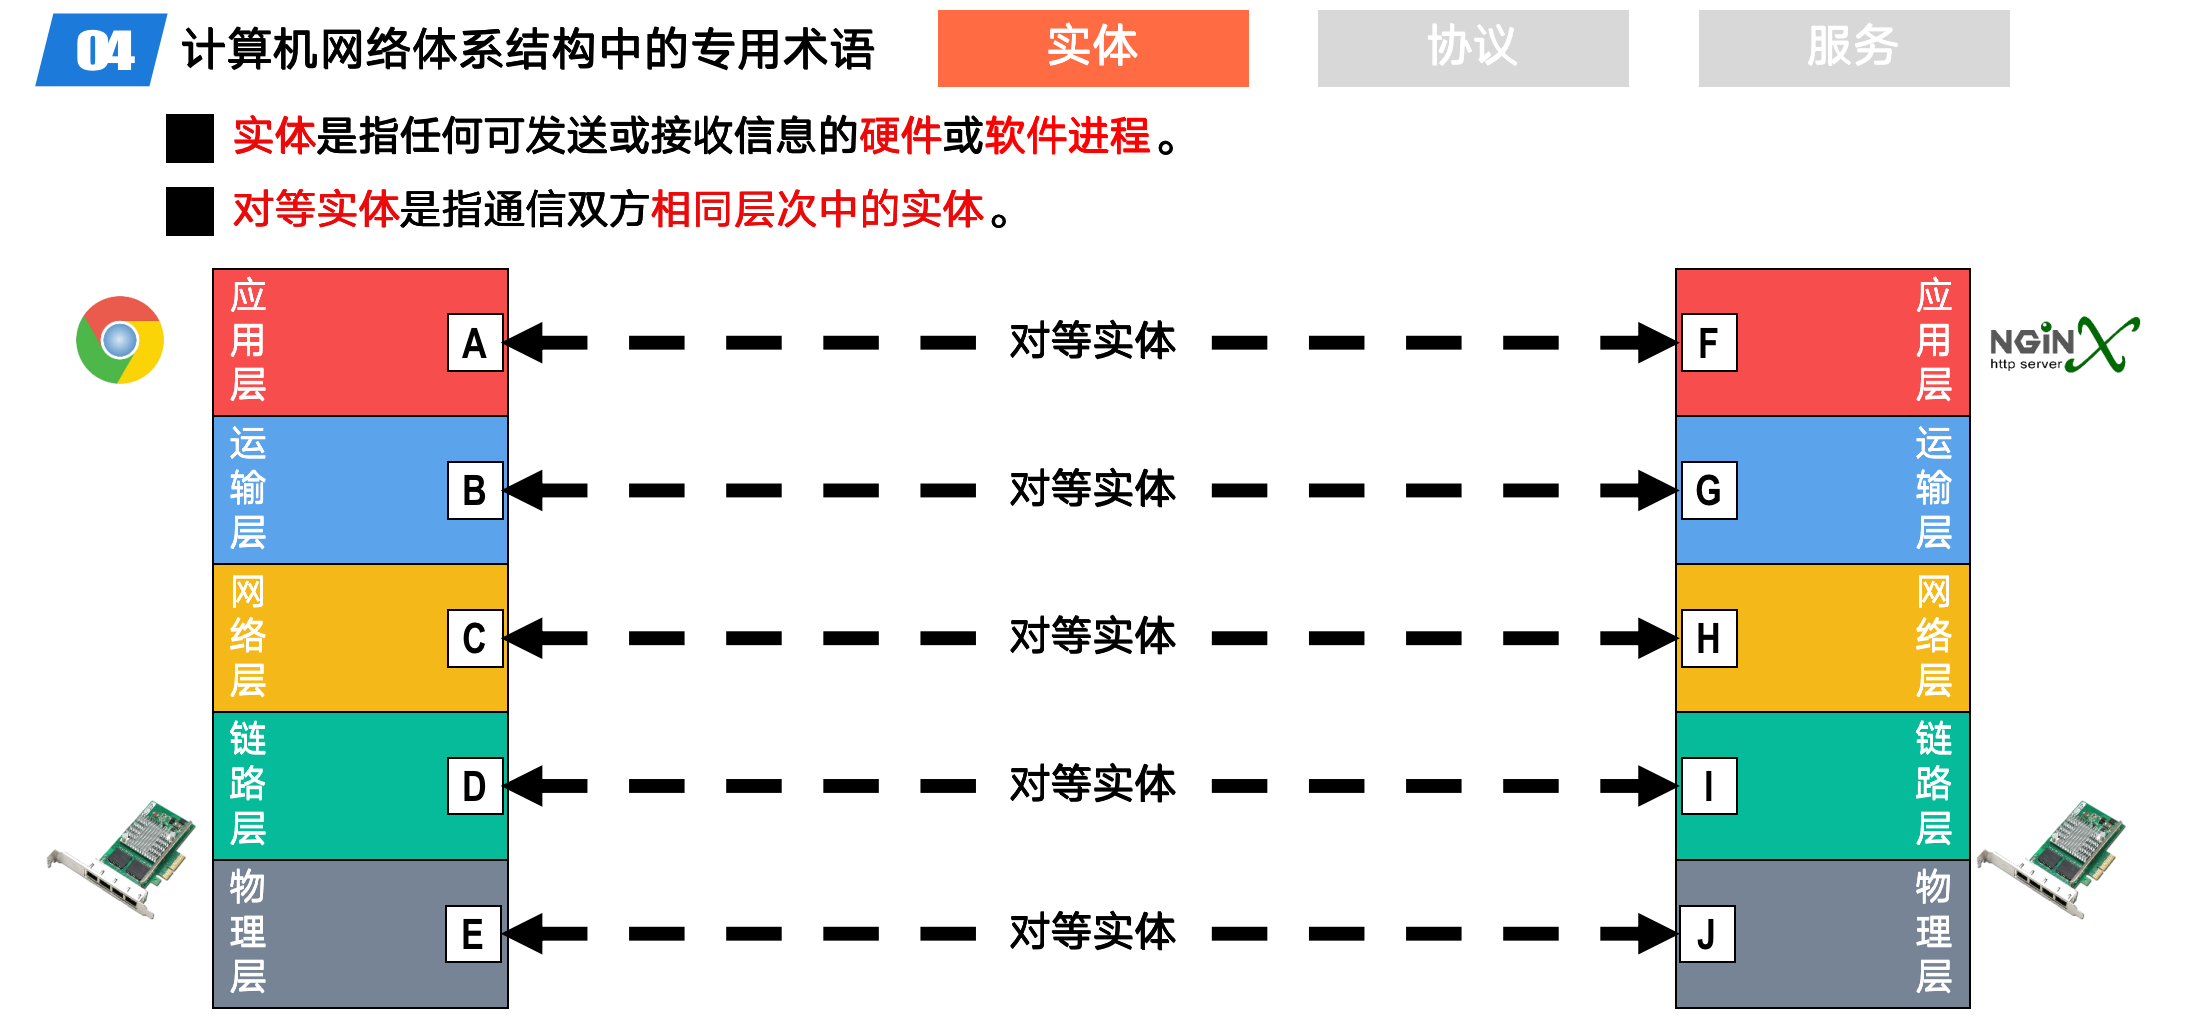 04 计算机网络体系结构中的专用术语 实体 协议 服务
实体是指任何可发送或接收信息的硬件或软件进程。
对等实体是指通信双方相同层次中的实体。
应用层 A 对等实体 F 应用层
NGiNX
http server
运输层 B 对等实体 G 运输层
网络层 C 对等实体 H 网络层
链路层 D 对等实体 I 链路层
物理层 E 对等实体 J 物理层